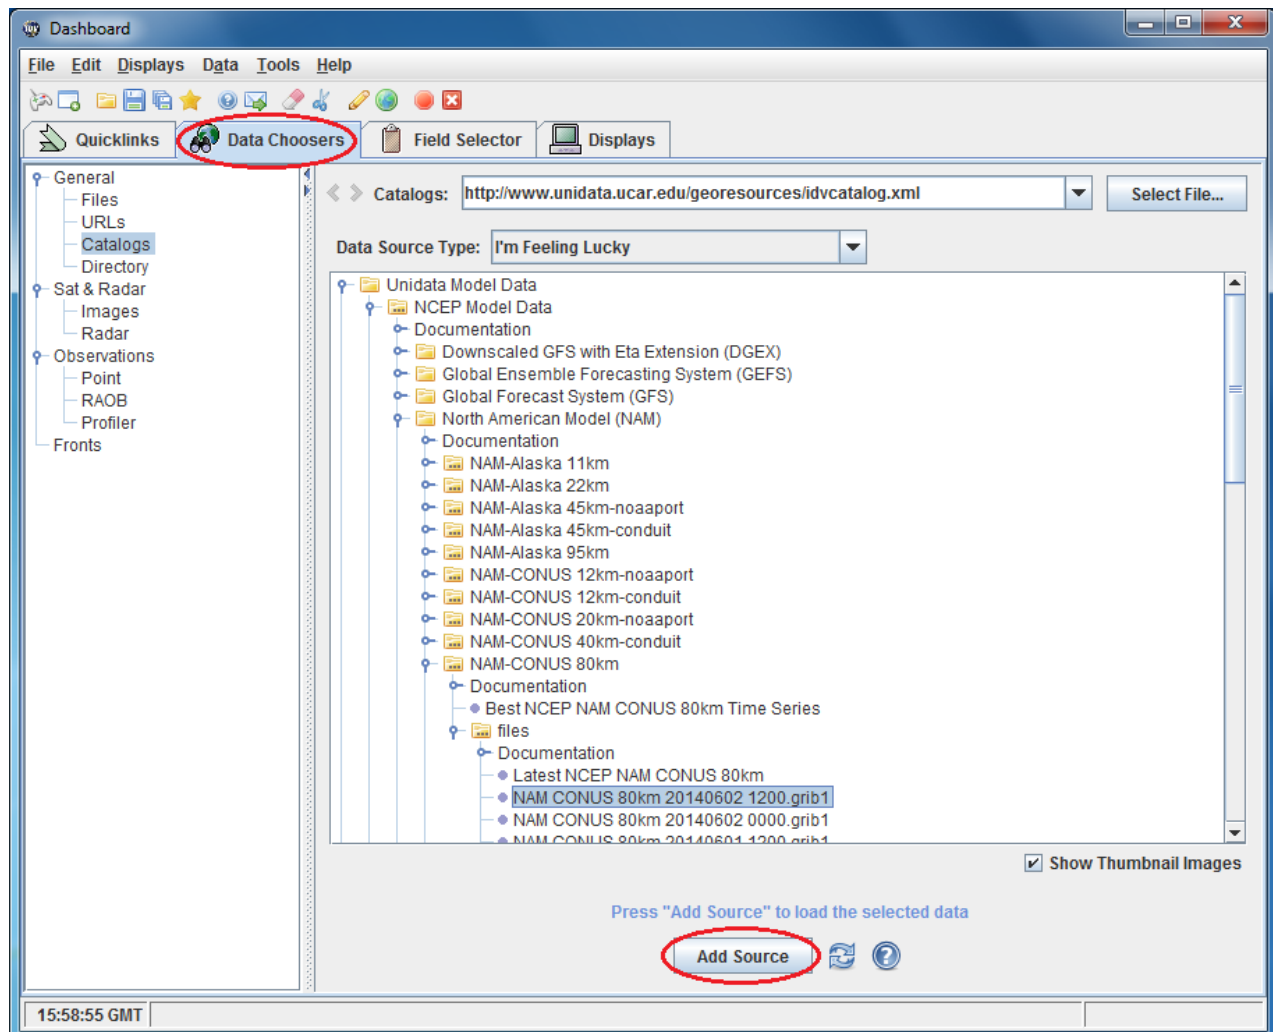 Dashboard
File Edit Displays Data Tools Help
Quicklinks Data Choosers Field Selector Displays
General
Files
URLs
Catalogs
Directory
Sat & Radar
Images
Radar
Observations
Point
RAOB
Profiler
Fronts
Catalogs: http://www.unidata.ucar.edu/georesources/idvcatalog.xml Select File...
Data Source Type: I'm Feeling Lucky
Unidata Model Data
NCEP Model Data
Documentation
Downscaled GFS with Eta Extension (DGEX)
Global Ensemble Forecasting System (GEFS)
Global Forecast System (GFS)
North American Model (NAM)
Documentation
NAM-Alaska 11km
NAM-Alaska 22km
NAM-Alaska 45km-noaaport
NAM-Alaska 45km-conduit
NAM-Alaska 95km
NAM-CONUS 12km-noaaport
NAM-CONUS 12km-conduit
NAM-CONUS 20km-noaaport
NAM-CONUS 40km-conduit
NAM-CONUS 80km
Documentation
Best NCEP NAM CONUS 80km Time Series
files
Documentation
Latest NCEP NAM CONUS 80km
NAM CONUS 80km 20140602 1200.grib1
NAM CONUS 80km 20140602 0000.grib1
NAM CONUS 80km 20140601 1200.grib1
Show Thumbnail Images
Press "Add Source" to load the selected data
Add Source
15:58:55 GMT